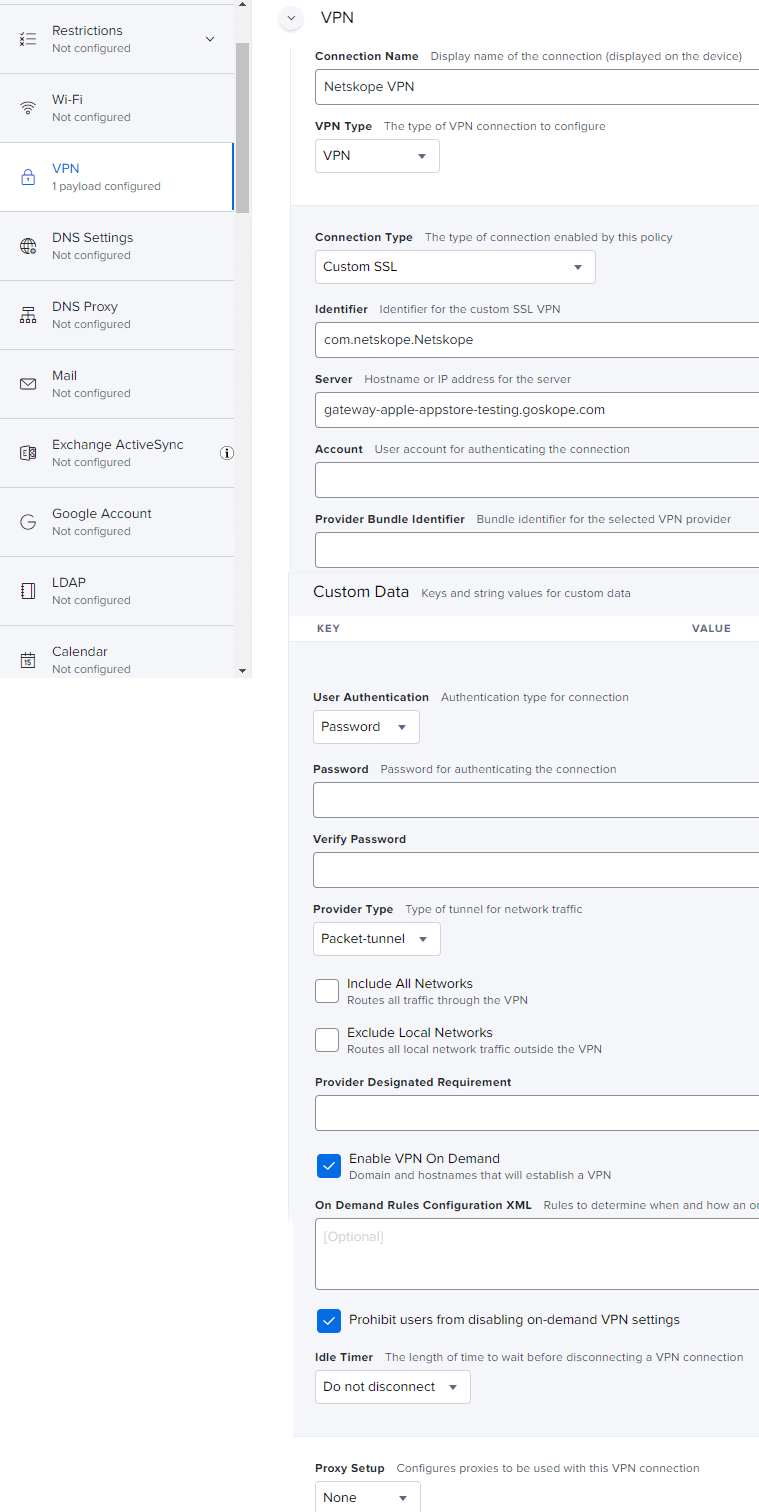 Restrictions
Not configured
Wi-Fi
Not configured
VPN
1 payload configured
DNS Settings
Not configured
DNS Proxy
Not configured
Mail
Not configured
Exchange ActiveSync
Not configured
Google Account
Not configured
LDAP
Not configured
Calendar
Not configured
VPN
Connection Name Display name of the connection (displayed on the device)
Netskope VPN
VPN Type The type of VPN connection to configure
VPN
Connection Type The type of connection enabled by this policy
Custom SSL
Identifier Identifier for the custom SSL VPN
com.netskope.Netskope
Server Hostname or IP address for the server
gateway-apple-appstore-testing.goskope.com
Account User account for authenticating the connection
Provider Bundle Identifier Bundle identifier for the selected VPN provider
Custom Data Keys and string values for custom data
KEY VALUE
User Authentication Authentication type for connection
Password
Password Password for authenticating the connection
Verify Password
Provider Type Type of tunnel for network traffic
Packet-tunnel
Include All Networks
Routes all traffic through the VPN
Exclude Local Networks
Routes all local network traffic outside the VPN
Provider Designated Requirement
Enable VPN On Demand
Domain and hostnames that will establish a VPN
On Demand Rules Configuration XML Rules to determine when and how an
[Optional]
Prohibit users from disabling on-demand VPN settings
Idle Timer The length of time to wait before disconnecting a VPN connection
Do not disconnect
Proxy Setup Configures proxies to be used with this VPN connection
None